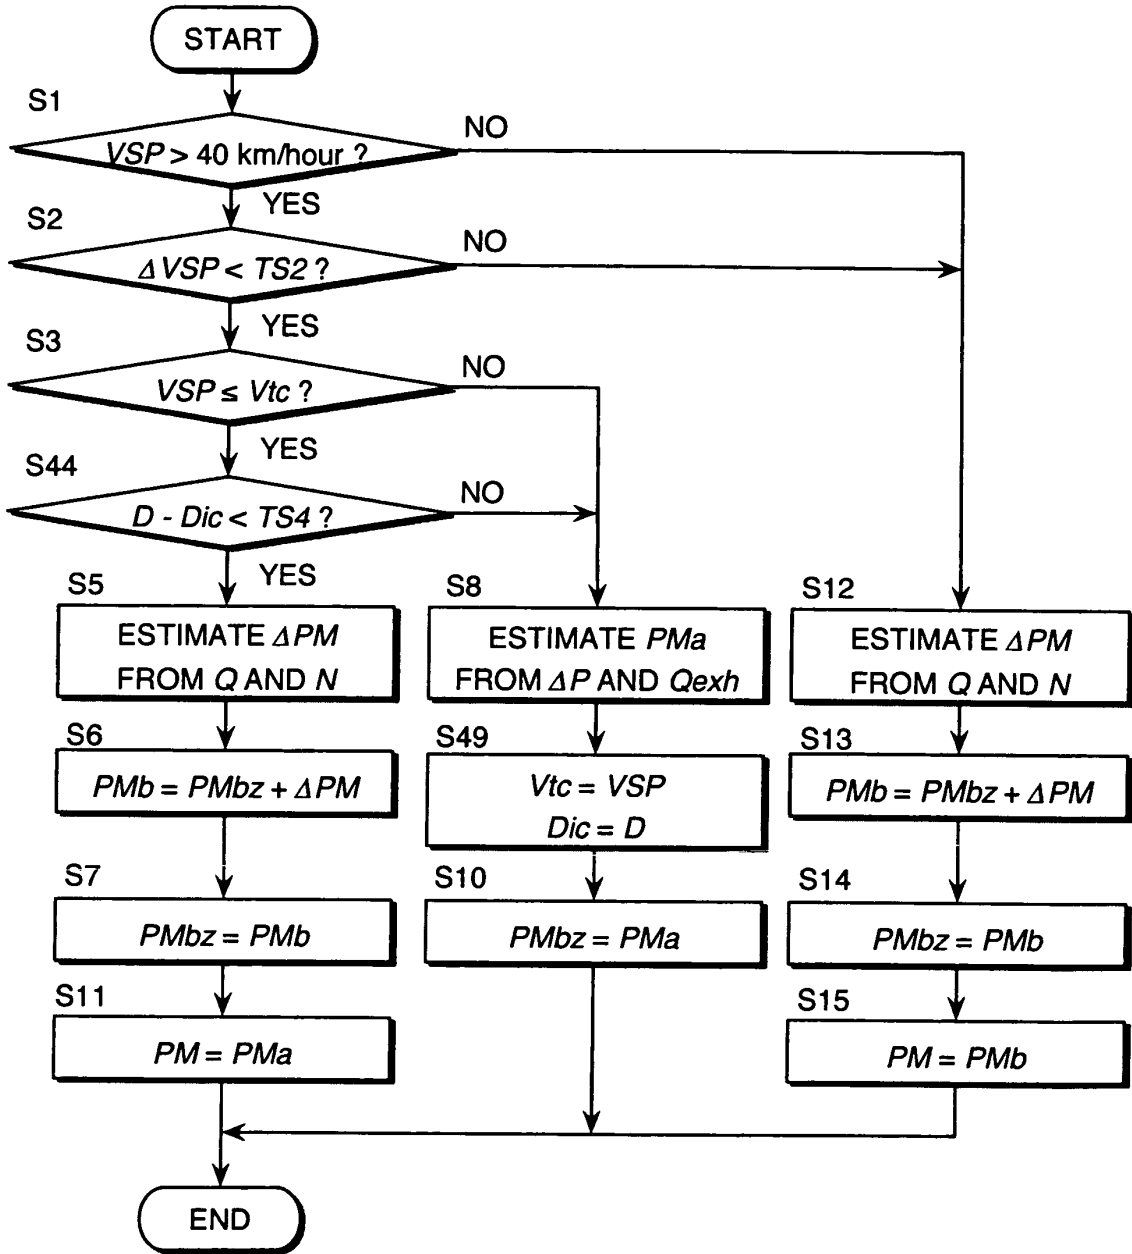 START
S1
VSP > 40 km/hour ?
NO
YES
S2
ΔVSP < TS2 ?
NO
YES
S3
VSP ≤ Vtc ?
NO
YES
S44
D - Dic < TS4 ?
NO
YES
S5
ESTIMATE ΔPM
FROM Q AND N
S6
PMb = PMbz + ΔPM
S7
PMbz = PMb
S11
PM = PMa
S8
ESTIMATE PMa
FROM ΔP AND Qexh
S49
Vtc = VSP
Dic = D
S10
PMbz = PMa
S12
ESTIMATE ΔPM
FROM Q AND N
S13
PMb = PMbz + ΔPM
S14
PMbz = PMb
S15
PM = PMb
END